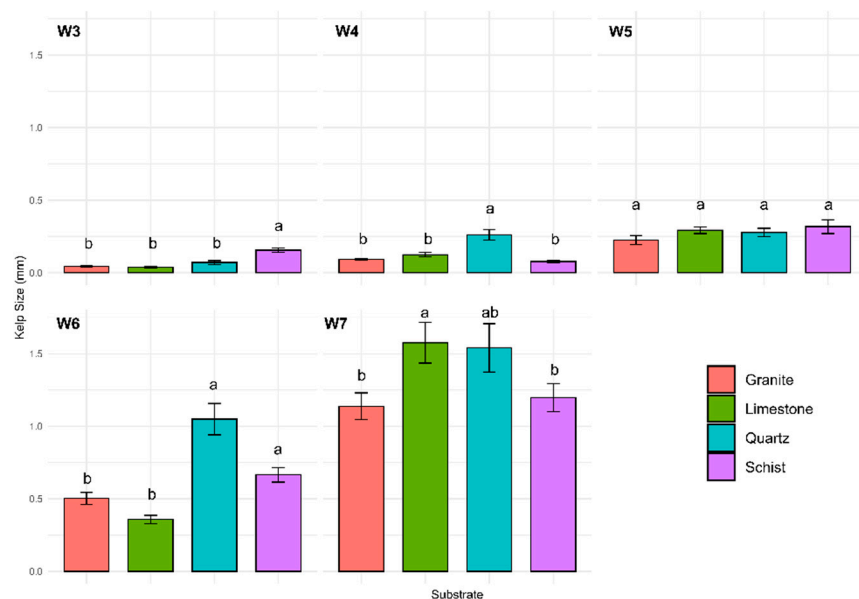 W3
W4
W5
1.5
1.0
0.5
0.0
b
b
b
a
b
b
a
b
a
a
a
a
Kelp Size (mm)
W6
W7
1.5
1.0
0.5
0.0
b
b
a
a
b
a
ab
b
Granite
Limestone
Quartz
Schist
Substrate